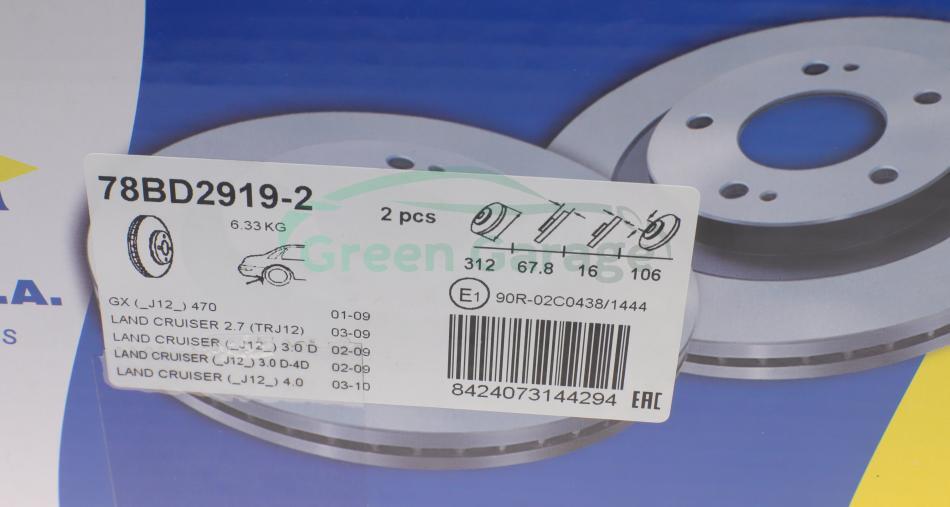 78BD2919-2
6.33 KG
2 pcs
312 67.8 16 106
E1 90R-02C0438/1444
GX (_J12_) 470 01-09
LAND CRUISER 2.7 (TRJ12) 03-09
LAND CRUISER (_J12_) 3.0 D 02-09
LAND CRUISER (_J12_) 3.0 D-4D 02-09
LAND CRUISER (_J12_) 4.0 03-10
8424073144294 EAC
Green Garage
.A.
S